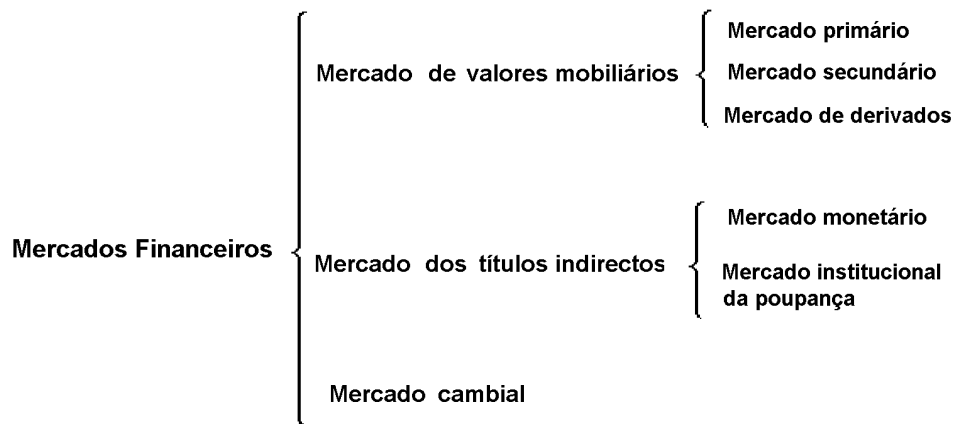 Mercados Financeiros
Mercado de valores mobiliários
Mercado primário
Mercado secundário
Mercado de derivados
Mercado dos títulos indirectos
Mercado monetário
Mercado institucional
da poupança
Mercado cambial